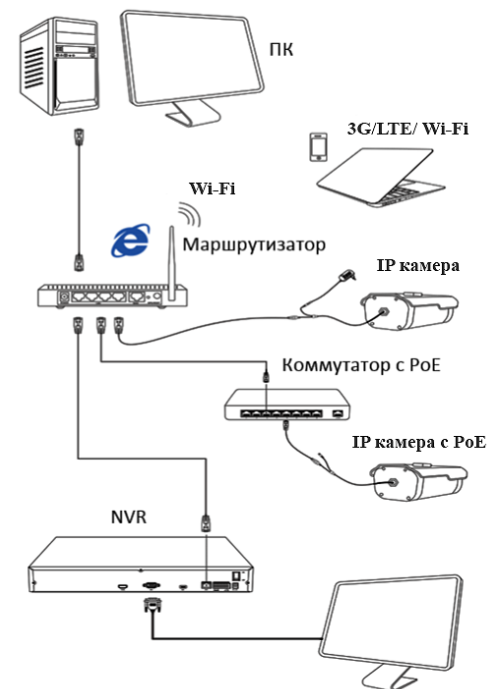 ПК
3G/LTE/ Wi-Fi
Wi-Fi
Маршрутизатор
IP камера
Коммутатор с PoE
IP камера с PoE
NVR